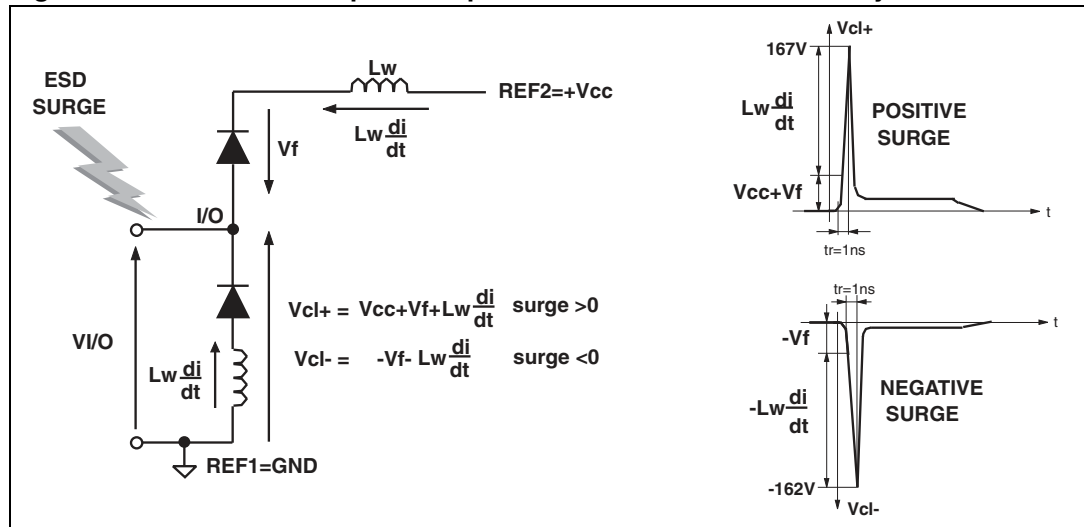 ESD
SURGE
Lw
REF2=+Vcc
Lw di/dt
Vf
I/O
VI/O
Vcl+ = Vcc+Vf+Lw di/dt surge >0
Vcl- = -Vf- Lw di/dt surge <0
Lw di/dt
REF1=GND
Vcl+
167V
Lw di/dt
POSITIVE
SURGE
Vcc+Vf
t
tr=1ns
tr=1ns
t
-Vf
-Lw di/dt
NEGATIVE
SURGE
-162V
Vcl-